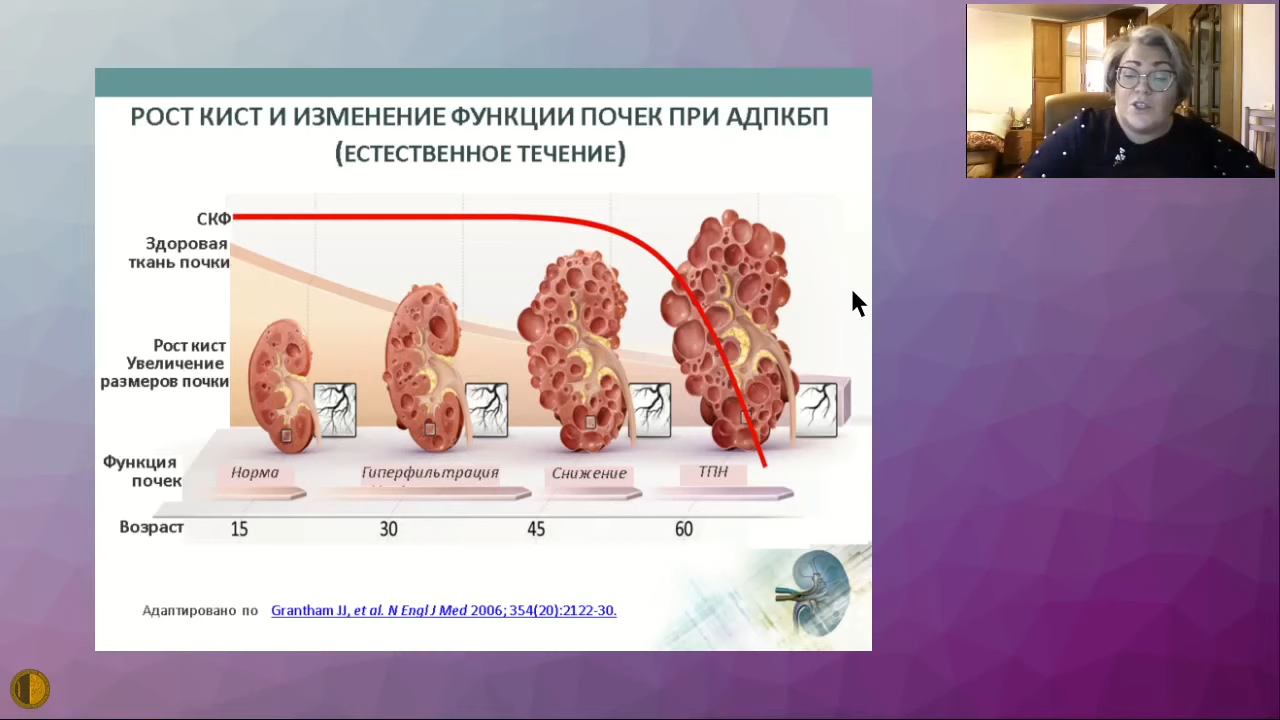 РОСТ КИСТ И ИЗМЕНЕНИЕ ФУНКЦИИ ПОЧЕК ПРИ АДПКБП
(ЕСТЕСТВЕННОЕ ТЕЧЕНИЕ)
СКФ
Здоровая
ткань почки
Рост кист
Увеличение
размеров почки
Функция
почек
Норма
Гиперфильтрация
Снижение
ТПН
Возраст
15
30
45
60
Адаптировано по Grantham JJ, et al. N Engl J Med 2006; 354(20):2122-30.